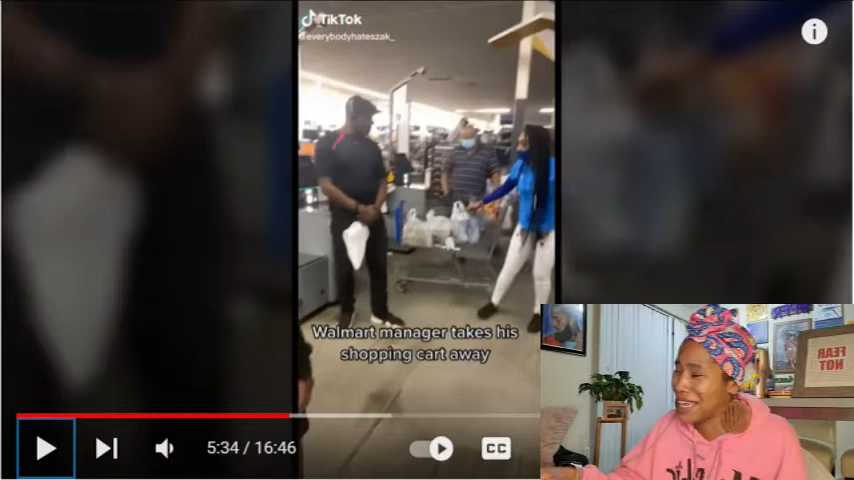 TikTok
@everybodyhateszak_
Walmart manager takes his
shopping cart away
5:34 / 16:46
CC
FEAR
NOT